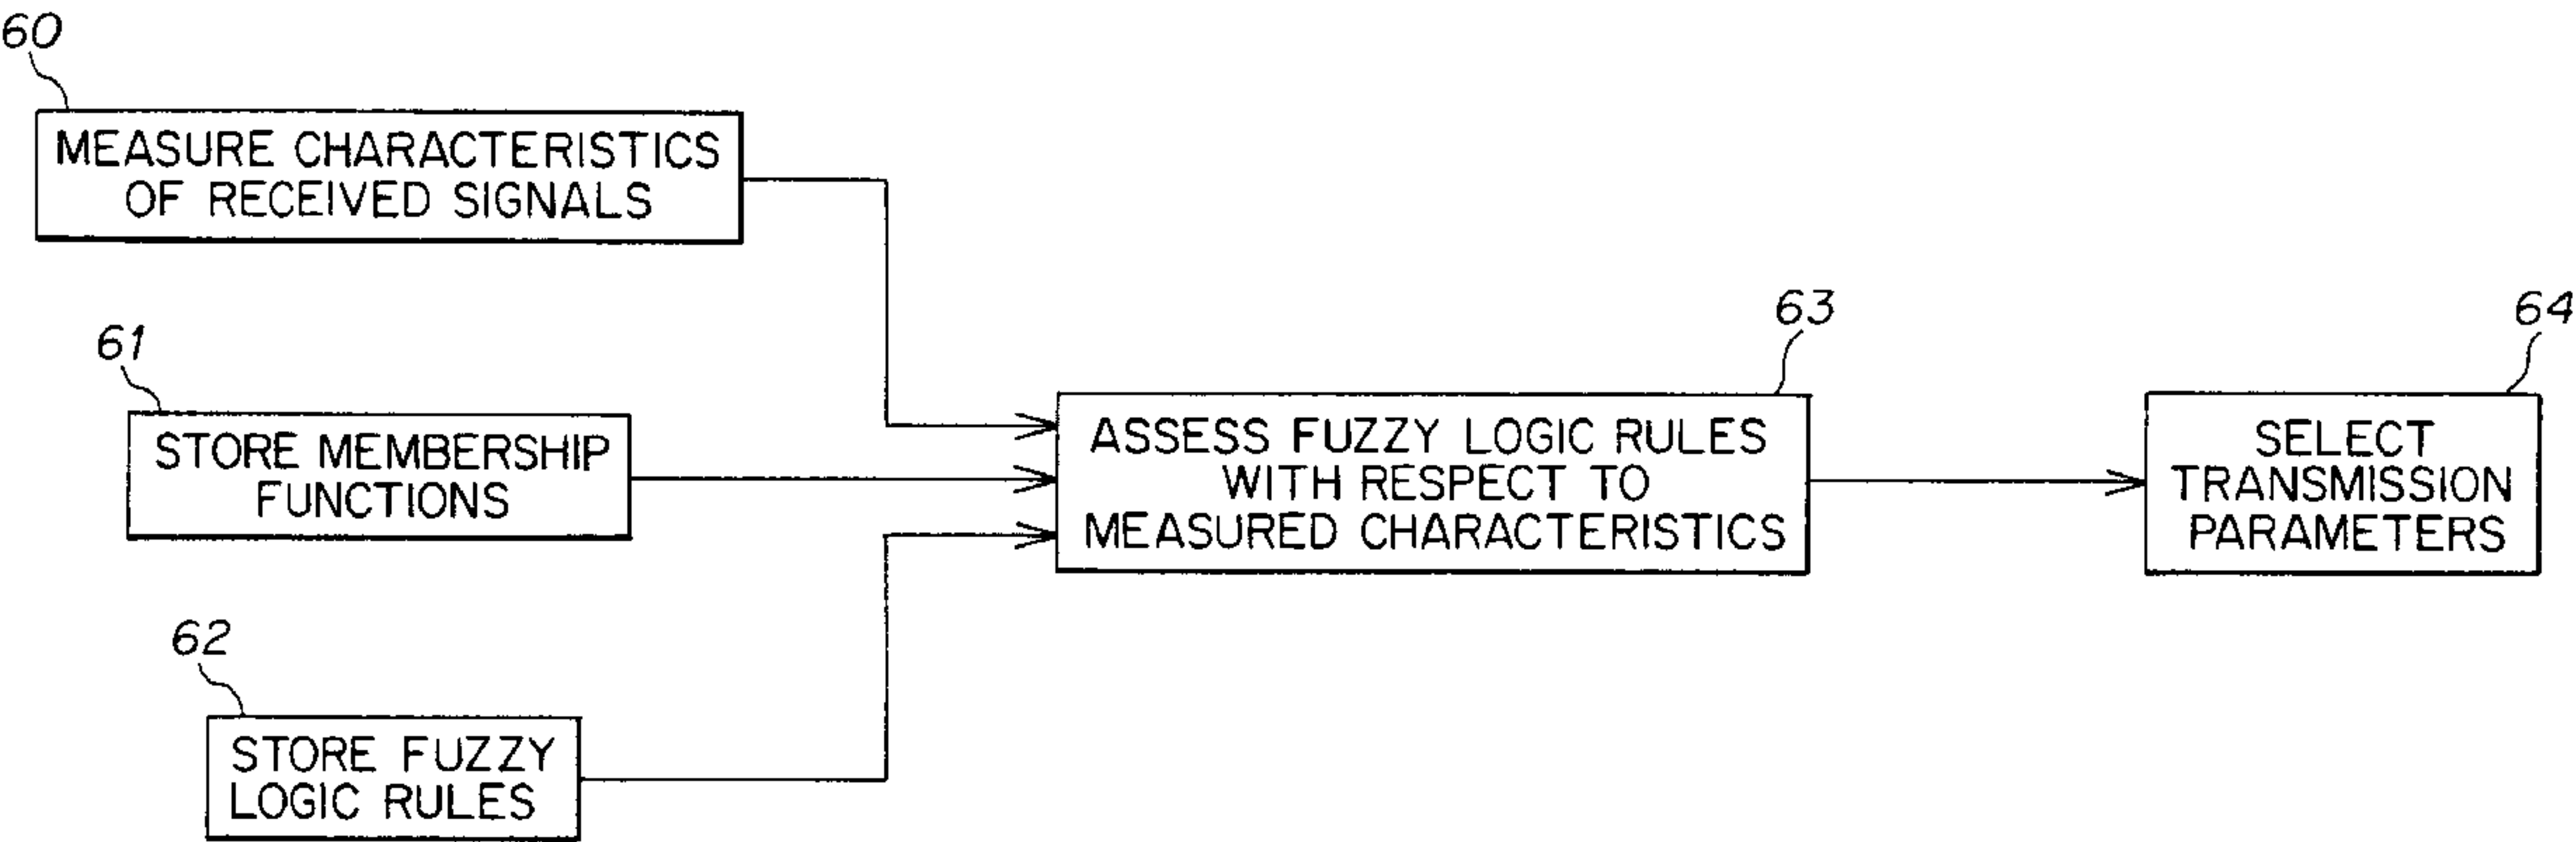 60
MEASURE CHARACTERISTICS
OF RECEIVED SIGNALS
61
STORE MEMBERSHIP
FUNCTIONS
62
STORE FUZZY
LOGIC RULES
63
ASSESS FUZZY LOGIC RULES
WITH RESPECT TO
MEASURED CHARACTERISTICS
64
SELECT
TRANSMISSION
PARAMETERS